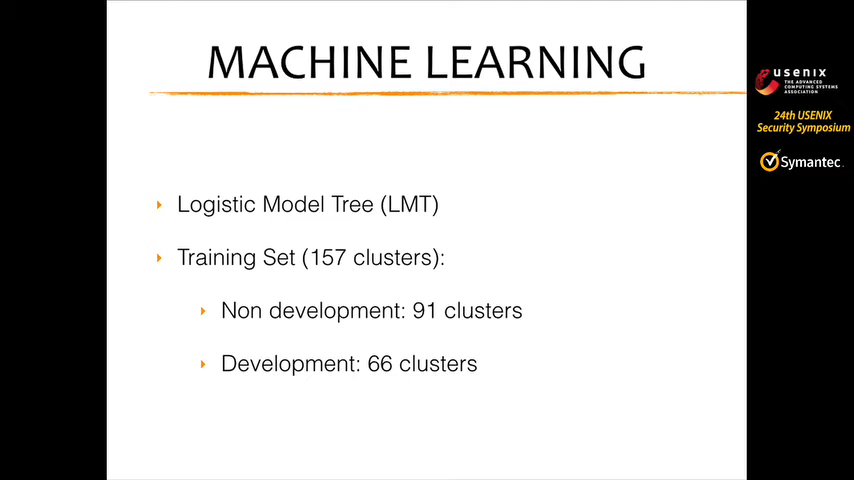 MACHINE LEARNING
Logistic Model Tree (LMT)
Training Set (157 clusters):
Non development: 91 clusters
Development: 66 clusters
usenix
THE ADVANCED
COMPUTING SYSTEMS
ASSOCIATION
24th USENIX
Security Symposium
Symantec.